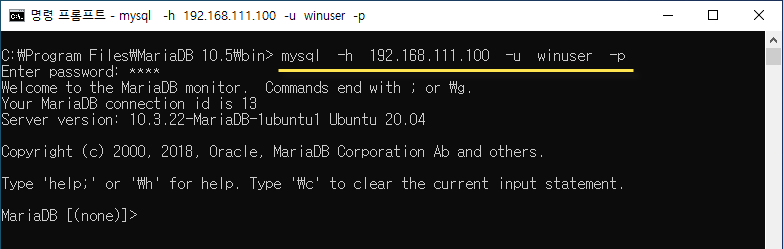 명령 프롬프트 - mysql -h 192.168.111.100 -u winuser -p
C:₩Program Files₩MariaDB 10.5₩bin> mysql -h 192.168.111.100 -u winuser -p
Enter password: ****
Welcome to the MariaDB monitor. Commands end with ; or ₩g.
Your MariaDB connection id is 13
Server version: 10.3.22-MariaDB-1ubuntu1 Ubuntu 20.04
Copyright (c) 2000, 2018, Oracle, MariaDB Corporation Ab and others.
Type 'help;' or '₩h' for help. Type '₩c' to clear the current input statement.
MariaDB [(none)]>